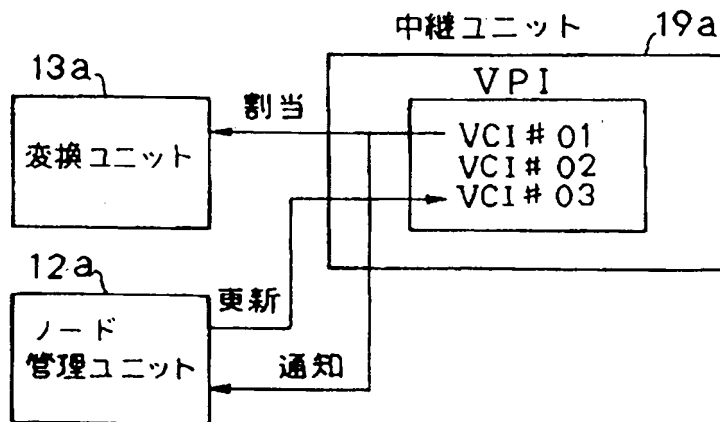 中継ユニット
19a
13a
VPI
割当
変換ユニット
VCI#01
VCI#02
VCI#03
12a
更新
ノード
管理ユニット
通知